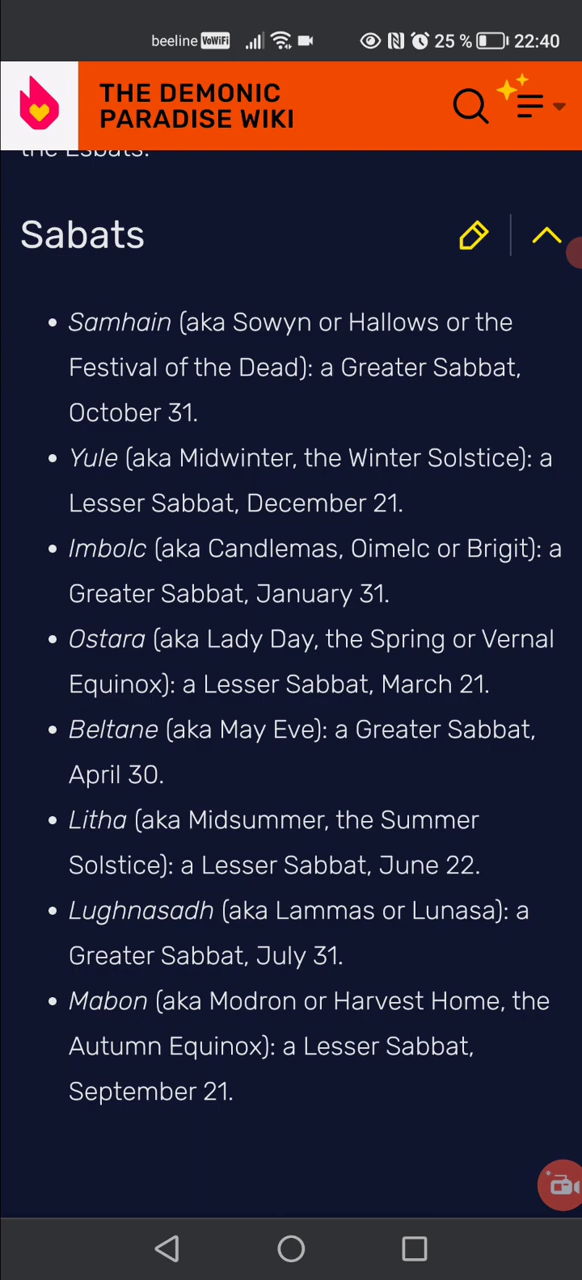 beeline VoWiFi 25 % 22:40
THE DEMONIC
PARADISE WIKI
the Esbats.
Sabats
• Samhain (aka Sowyn or Hallows or the
Festival of the Dead): a Greater Sabbat,
October 31.
• Yule (aka Midwinter, the Winter Solstice): a
Lesser Sabbat, December 21.
• Imbolc (aka Candlemas, Oimelc or Brigit): a
Greater Sabbat, January 31.
• Ostara (aka Lady Day, the Spring or Vernal
Equinox): a Lesser Sabbat, March 21.
• Beltane (aka May Eve): a Greater Sabbat,
April 30.
• Litha (aka Midsummer, the Summer
Solstice): a Lesser Sabbat, June 22.
• Lughnasadh (aka Lammas or Lunasa): a
Greater Sabbat, July 31.
• Mabon (aka Modron or Harvest Home, the
Autumn Equinox): a Lesser Sabbat,
September 21.